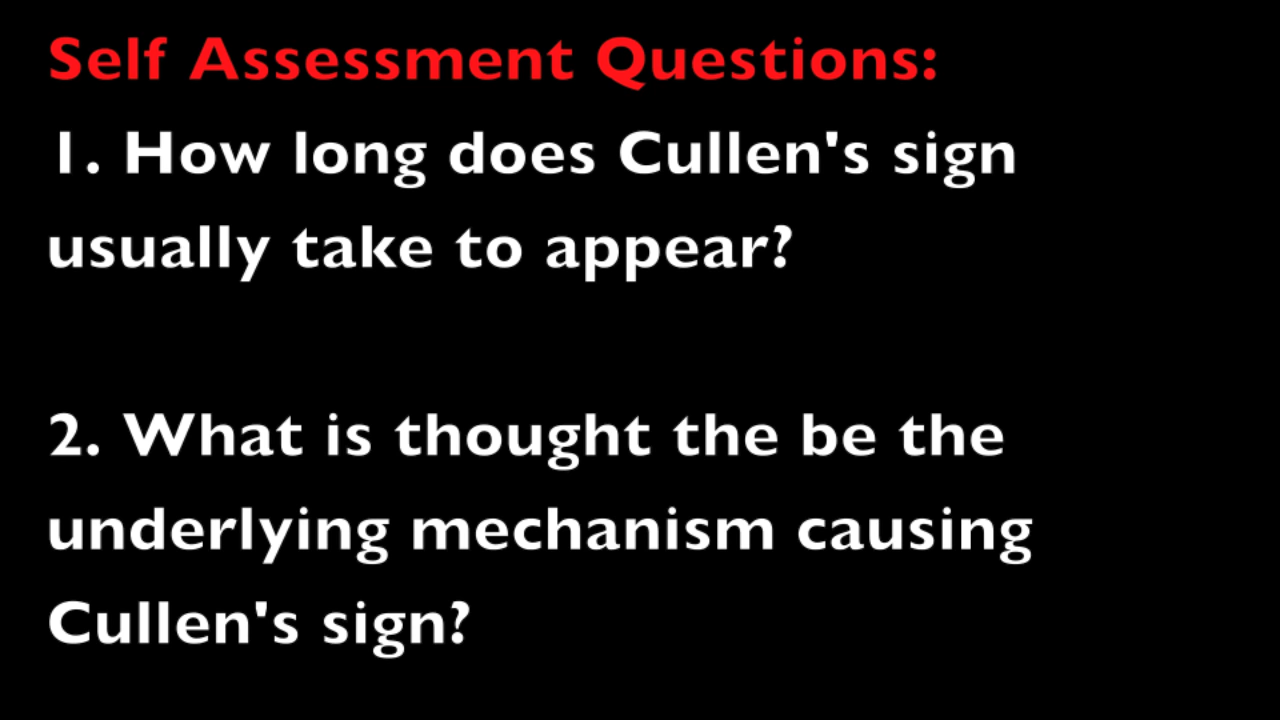 Self Assessment Questions:
1. How long does Cullen's sign
usually take to appear?
2. What is thought the be the
underlying mechanism causing
Cullen's sign?